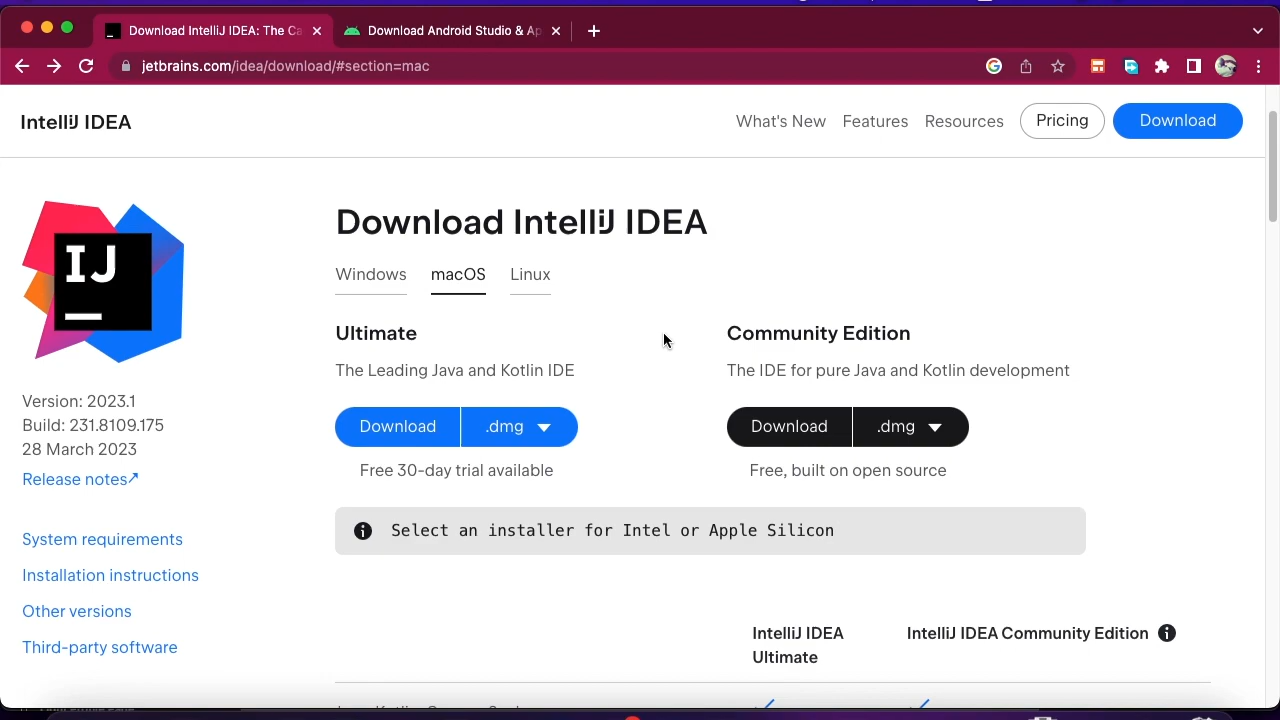 Download IntelliJ IDEA: The Ca
Download Android Studio & Ap
jetbrains.com/idea/download/#section=mac
IntelliJ IDEA
What's New
Features
Resources
Pricing
Download
IJ
Download IntelliJ IDEA
Windows
macOS
Linux
Ultimate
The Leading Java and Kotlin IDE
Download
.dmg
Free 30-day trial available
Community Edition
The IDE for pure Java and Kotlin development
Download
.dmg
Free, built on open source
Select an installer for Intel or Apple Silicon
Version: 2023.1
Build: 231.8109.175
28 March 2023
Release notes↗
System requirements
Installation instructions
Other versions
Third-party software
IntelliJ IDEA
Ultimate
IntelliJ IDEA Community Edition